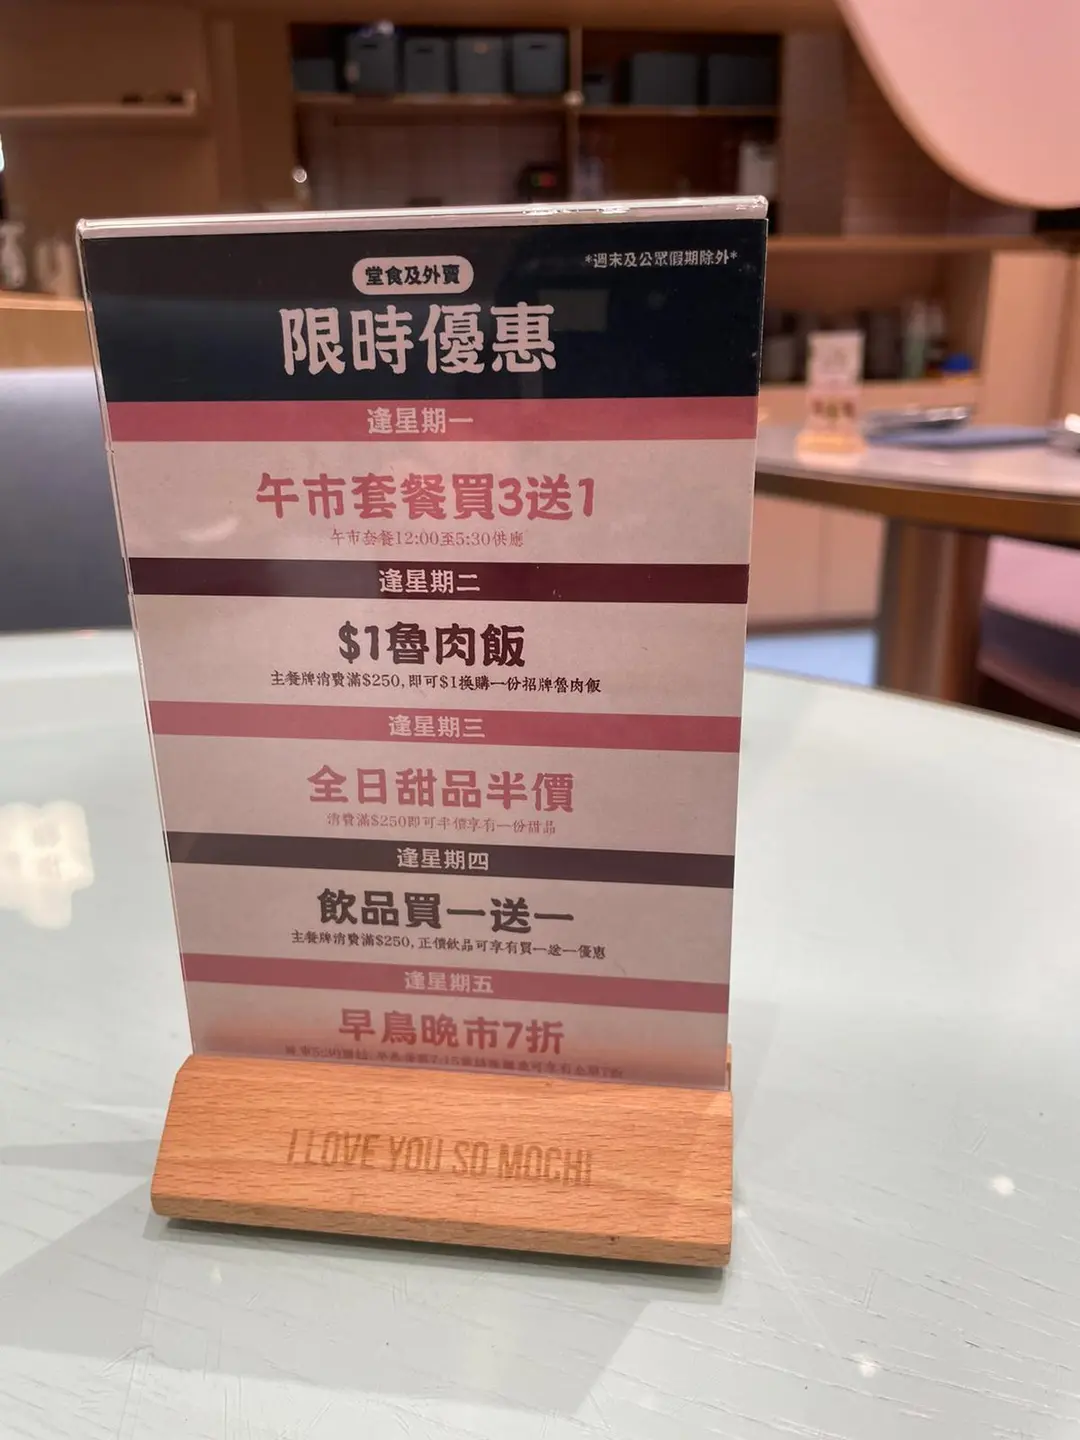 *週末及公眾假期除外*
堂食及外賣
限時優惠
逢星期一
午市套餐買3送1
午市套餐12:00至5:30供應
逢星期二
$1魯肉飯
主餐牌消費滿$250,即可$1換購一份招牌魯肉飯
逢星期三
全日甜品半價
消費滿$250即可半價享有一份甜品
逢星期四
飲品買一送一
主餐牌消費滿$250,正價飲品可享有買一送一優惠
逢星期五
早鳥晚市7折
I LOVE YOU SO MOCHI